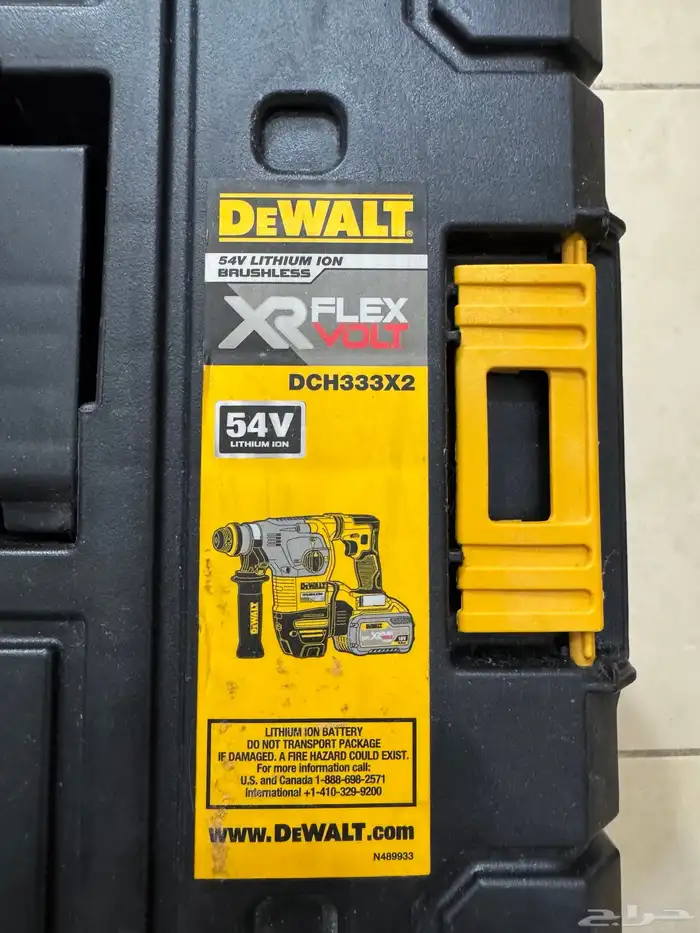 DEWALT®
54V LITHIUM ION
BRUSHLESS
XR FLEX
VOLT
DCH333X2
54V
LITHIUM ION
DEWALT
DEWALT
XR
18V
LITHIUM ION BATTERY
DO NOT TRANSPORT PACKAGE
IF DAMAGED. A FIRE HAZARD COULD EXIST.
For more information call:
U.S. and Canada 1-888-698-2571
International +1-410-329-9200
www.DEWALT.com
N489933
حراج